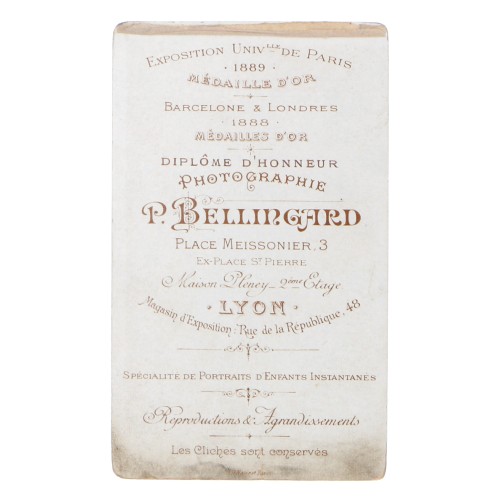 EXPOSITION UNIVLLE DE PARIS
· 1889 ·
MÉDAILLE D'OR
BARCELONE & LONDRES
· 1888 ·
MÉDAILLES D'OR
DIPLÔME D'HONNEUR
PHOTOGRAPHIE
P. BELLINGARD
PLACE MEISSONIER, 3
EX-PLACE ST PIERRE
Maison Pleney _ 2ème Etage
· LYON ·
Magasin d'Exposition: Rue de la République, 48
SPÉCIALITÉ DE PORTRAITS D'ENFANTS INSTANTANÉS
Reproductions & Agrandissements
Les Clichés sont conservés